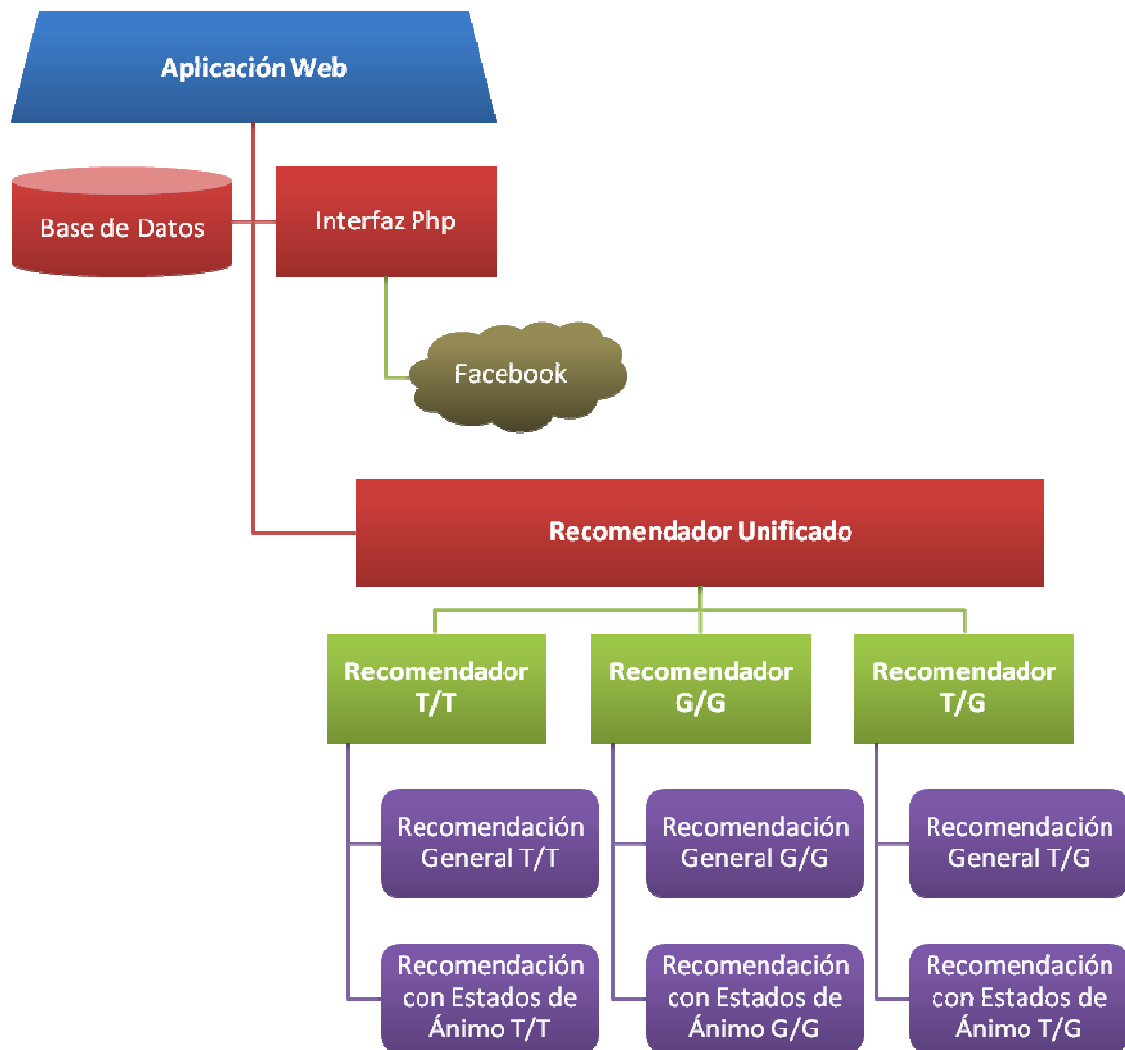 Aplicación Web
Base de Datos
Interfaz Php
Facebook
Recomendador Unificado
Recomendador
T/T
Recomendador
G/G
Recomendador
T/G
Recomendación
General T/T
Recomendación
General G/G
Recomendación
General T/G
Recomendación
con Estados de
Ánimo T/T
Recomendación
con Estados de
Ánimo G/G
Recomendación
con Estados de
Ánimo T/G